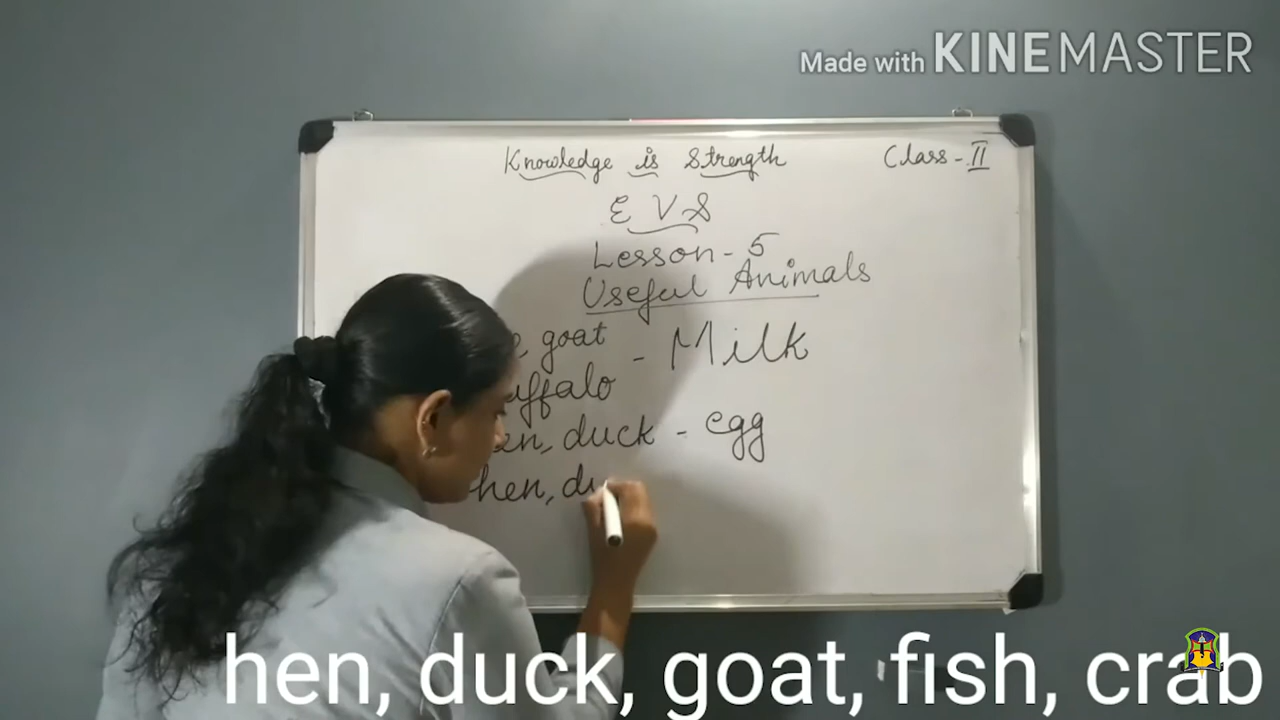 Made with KINEMASTER
Knowledge is Strength
Class - II
EVS
Lesson - 5
Useful Animals
goat
- Milk
duck - egg
hen,
hen, duck, goat, fish, crab